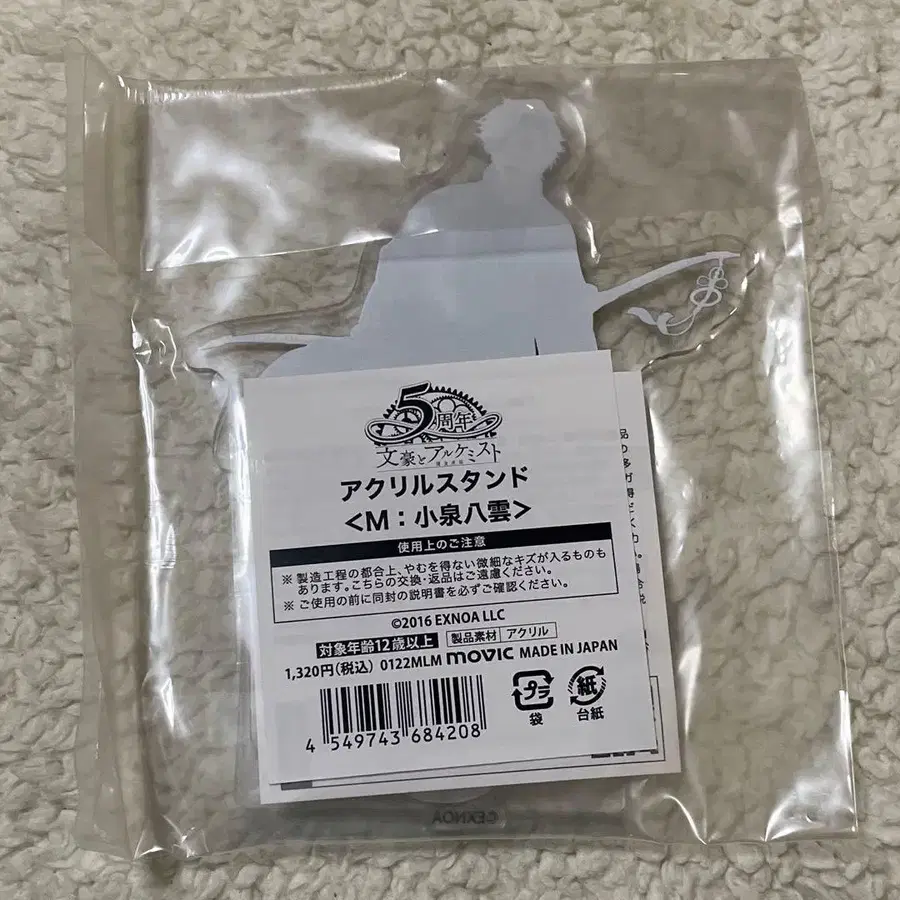 5周年
文豪とアルケミスト
アクリルスタンド
<M：小泉八雲>
使用上のご注意
※製造工程の都合上、やむを得ない微細なキズが入るものも
あります。こちらの交換・返品はご遠慮ください。
※ご使用の前に同封の説明書を必ずご確認ください。
©2016 EXNOA LLC
対象年齢12歳以上 製品素材 アクリル
1,320円(税込) 0122MLM movic MADE IN JAPAN
プラ 紙
袋 台紙
4 549743 684208
©EXNOA